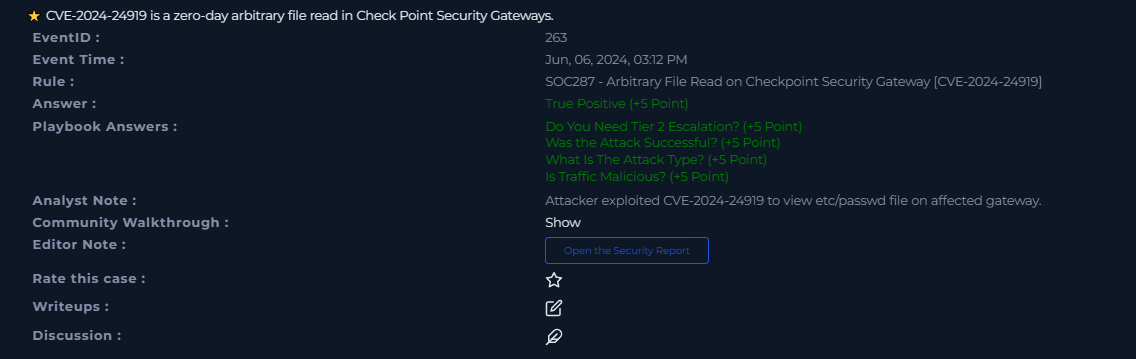 CVE-2024-24919 is a zero-day arbitrary file read in Check Point Security Gateways.
EventID : 263
Event Time : Jun, 06, 2024, 03:12 PM
Rule : SOC287 - Arbitrary File Read on Checkpoint Security Gateway [CVE-2024-24919]
Answer : True Positive (+5 Point)
Playbook Answers : Do You Need Tier 2 Escalation? (+5 Point)
Was the Attack Successful? (+5 Point)
What Is The Attack Type? (+5 Point)
Is Traffic Malicious? (+5 Point)
Analyst Note : Attacker exploited CVE-2024-24919 to view etc/passwd file on affected gateway.
Community Walkthrough : Show
Editor Note : Open the Security Report
Rate this case :
Writeups :
Discussion :